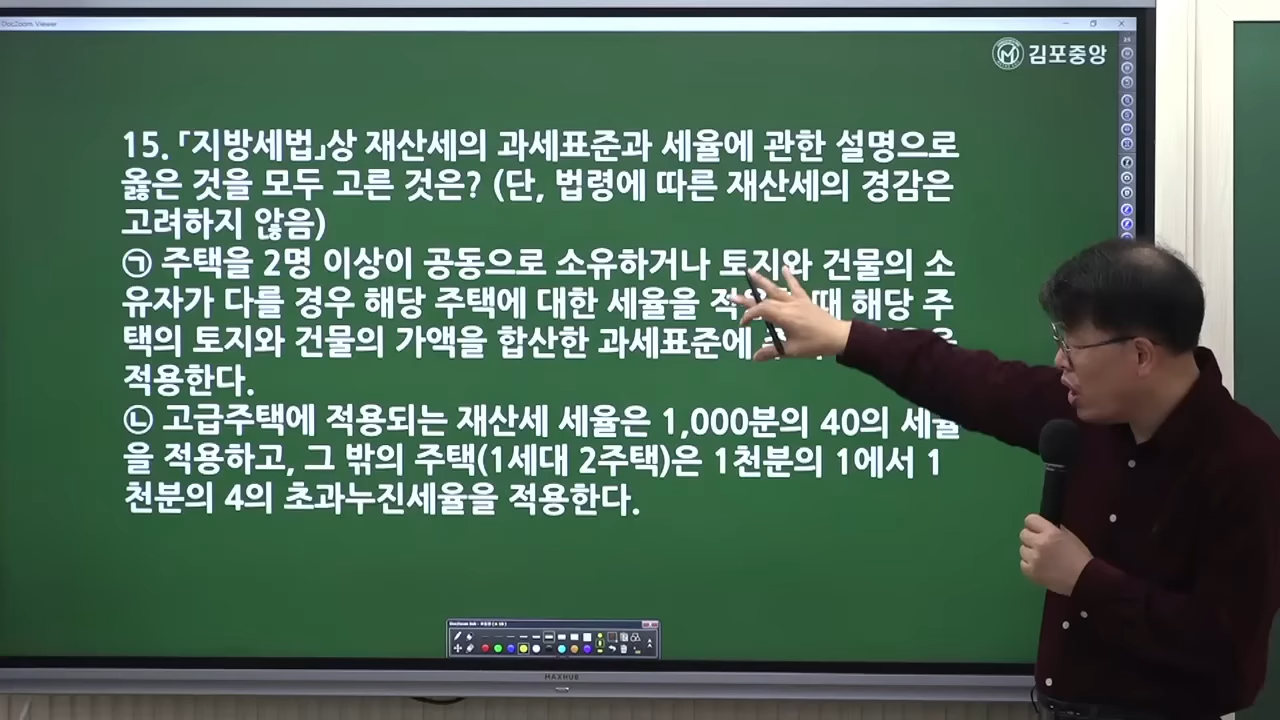 DocZoom Viewer
김포중앙
15. 「지방세법」상 재산세의 과세표준과 세율에 관한 설명으로
옳은 것을 모두 고른 것은? (단, 법령에 따른 재산세의 경감은
고려하지 않음)
㉠ 주택을 2명 이상이 공동으로 소유하거나 토지와 건물의 소
유자가 다를 경우 해당 주택에 대한 세율을 때 해당 주
택의 토지와 건물의 가액을 합산한 과세표준에
적용한다.
㉡ 고급주택에 적용되는 재산세 세율은 1,000분의 40의 세율
을 적용하고, 그 밖의 주택(1세대 2주택)은 1천분의 1에서 1
천분의 4의 초과누진세율을 적용한다.
MAXHUB